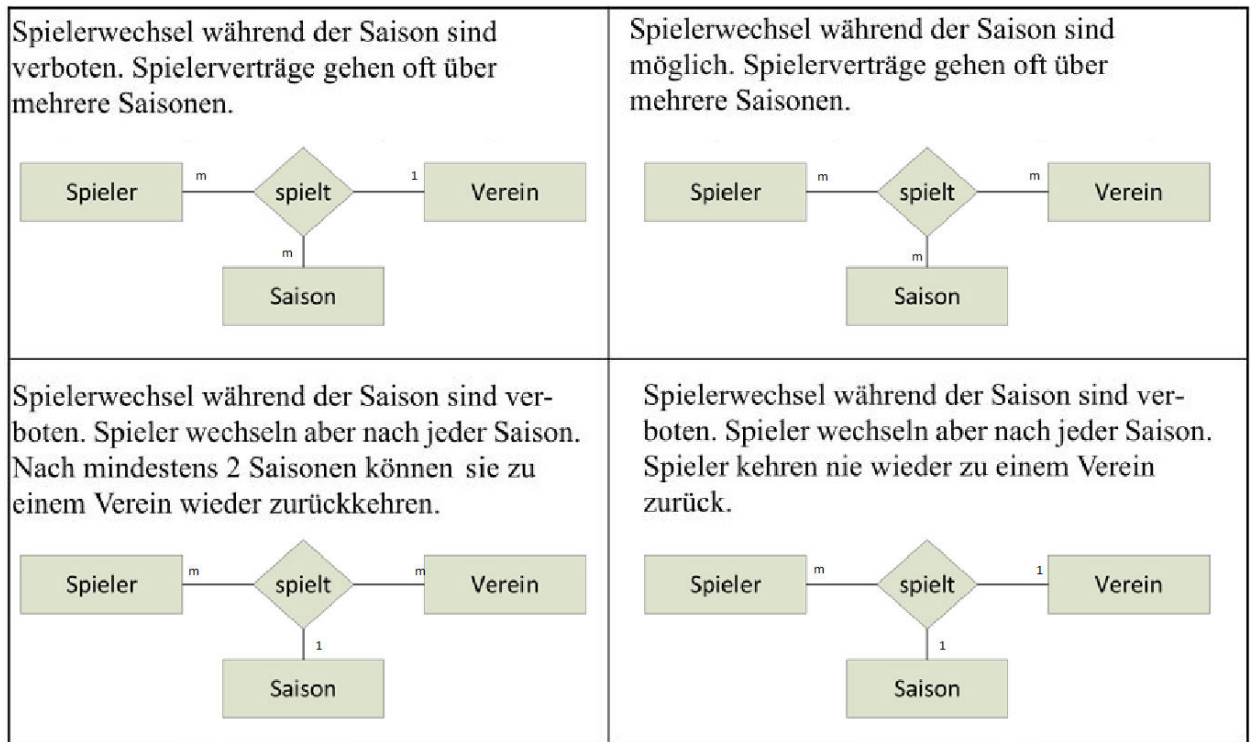 Spielerwechsel während der Saison sind
verboten. Spielerverträge gehen oft über
mehrere Saisonen.
Spieler
m
spielt
1
Verein
m
Saison
Spielerwechsel während der Saison sind
möglich. Spielerverträge gehen oft über
mehrere Saisonen.
Spieler
m
spielt
m
Verein
m
Saison
Spielerwechsel während der Saison sind ver-
boten. Spieler wechseln aber nach jeder Saison.
Nach mindestens 2 Saisonen können sie zu
einem Verein wieder zurückkehren.
Spieler
m
spielt
m
Verein
1
Saison
Spielerwechsel während der Saison sind ver-
boten. Spieler wechseln aber nach jeder Saison.
Spieler kehren nie wieder zu einem Verein
zurück.
Spieler
m
spielt
1
Verein
1
Saison